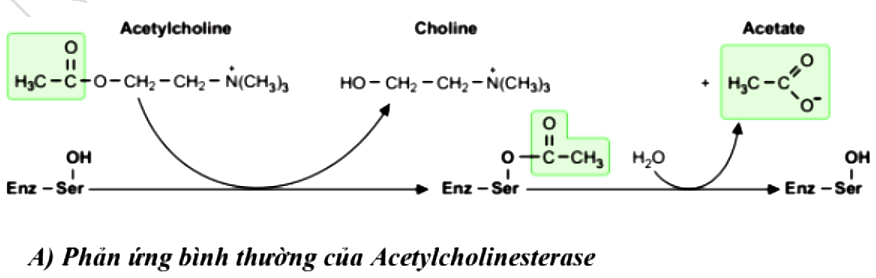 Acetylcholine Choline Acetate
O
H₃C – C – O – CH₂ – CH₂ – N⁺(CH₃)₃ HO – CH₂ – CH₂ – N⁺(CH₃)₃ + H₃C – C O O⁻
OH O OH
O – C – CH₃ H₂O
Enz – Ser Enz – Ser Enz – Ser
A) Phản ứng bình thường của Acetylcholinesterase